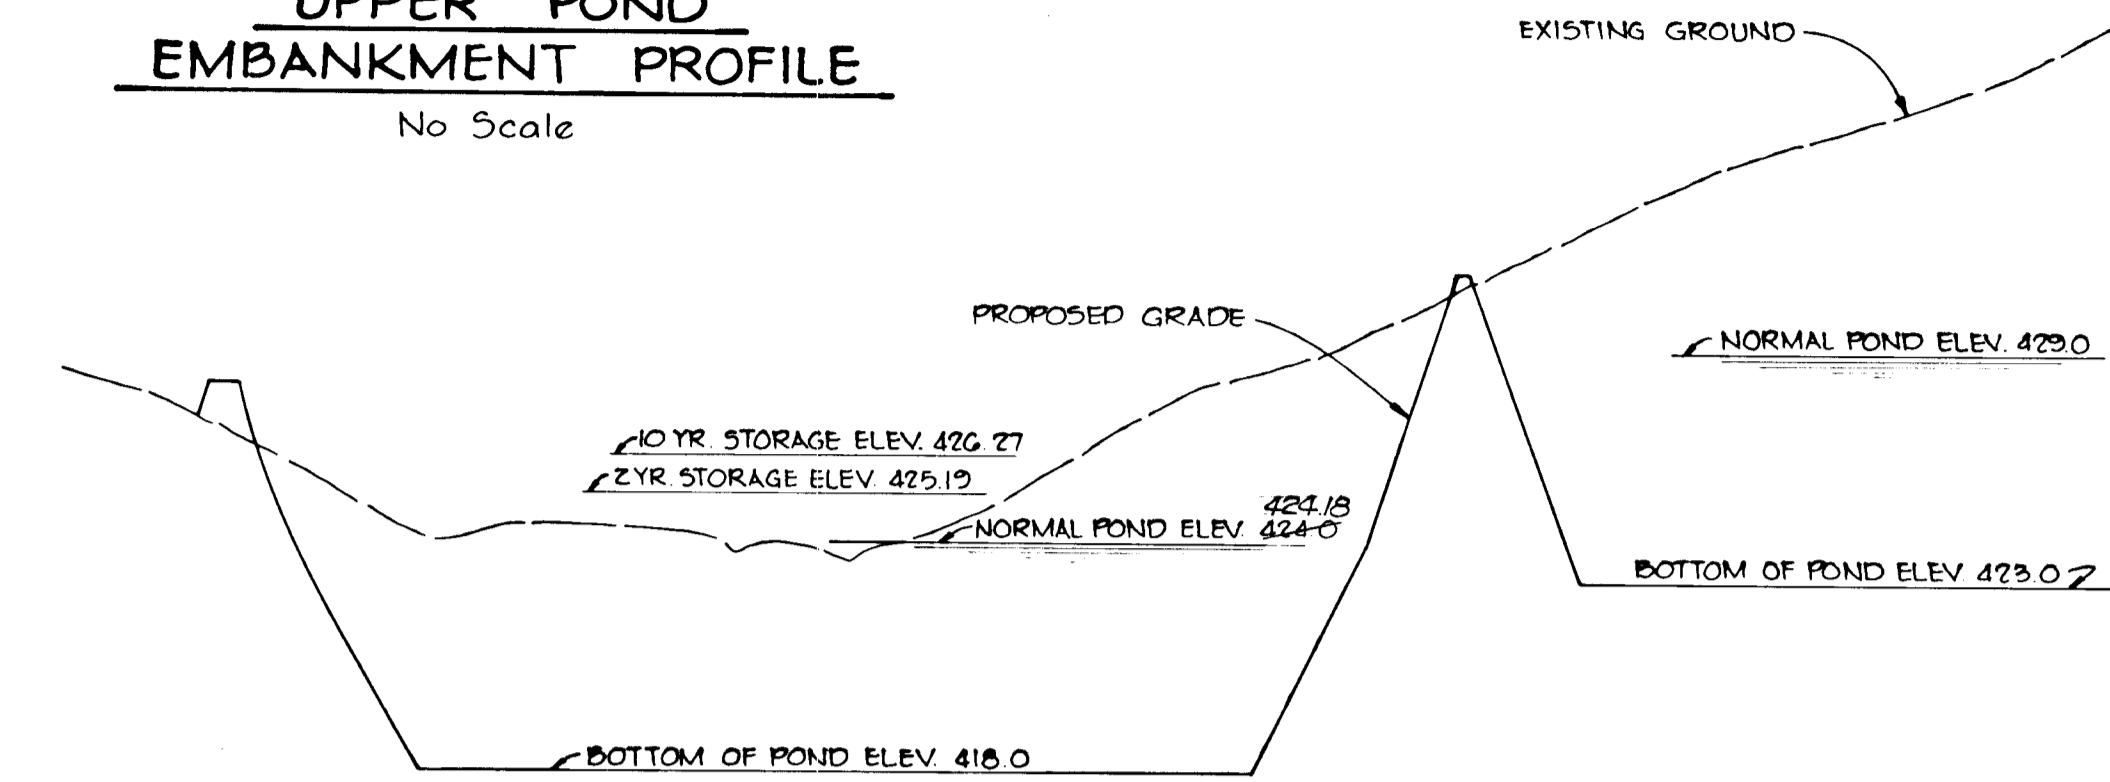 UPPER POND
EMBANKMENT PROFILE
No Scale
EXISTING GROUND
PROPOSED GRADE
NORMAL POND ELEV. 429.0
10 YR. STORAGE ELEV. 426.27
2 YR. STORAGE ELEV. 425.19
424.18
NORMAL POND ELEV. 424.0
BOTTOM OF POND ELEV. 423.0
BOTTOM OF POND ELEV. 418.0